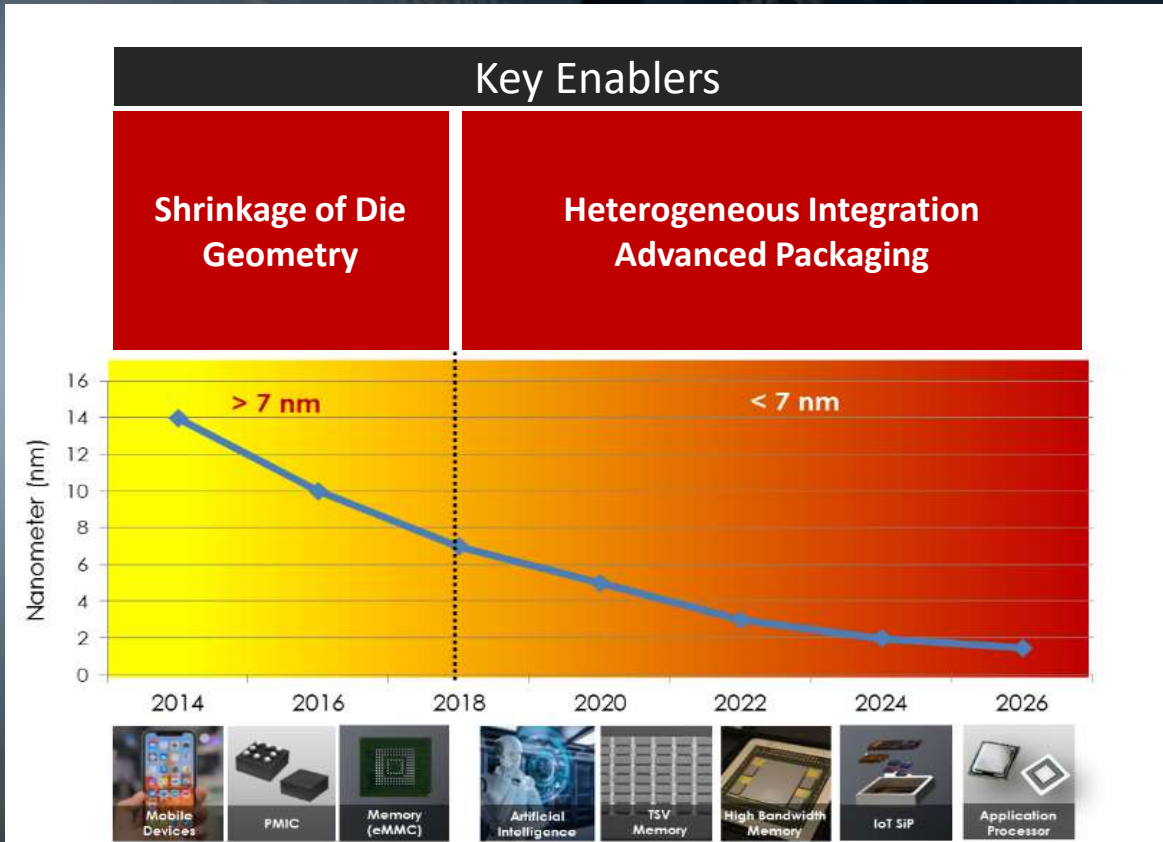 Key Enablers
Shrinkage of Die
Geometry
Heterogeneous Integration
Advanced Packaging
> 7 nm
< 7 nm
Nanometer (nm)
16
14
12
10
8
6
4
2
0
2014
2016
2018
2020
2022
2024
2026
Mobile
Devices
PMIC
Memory
(eMMC)
Artificial
Intelligence
TSV
Memory
High Bandwidth
Memory
IoT SiP
Application
Processor